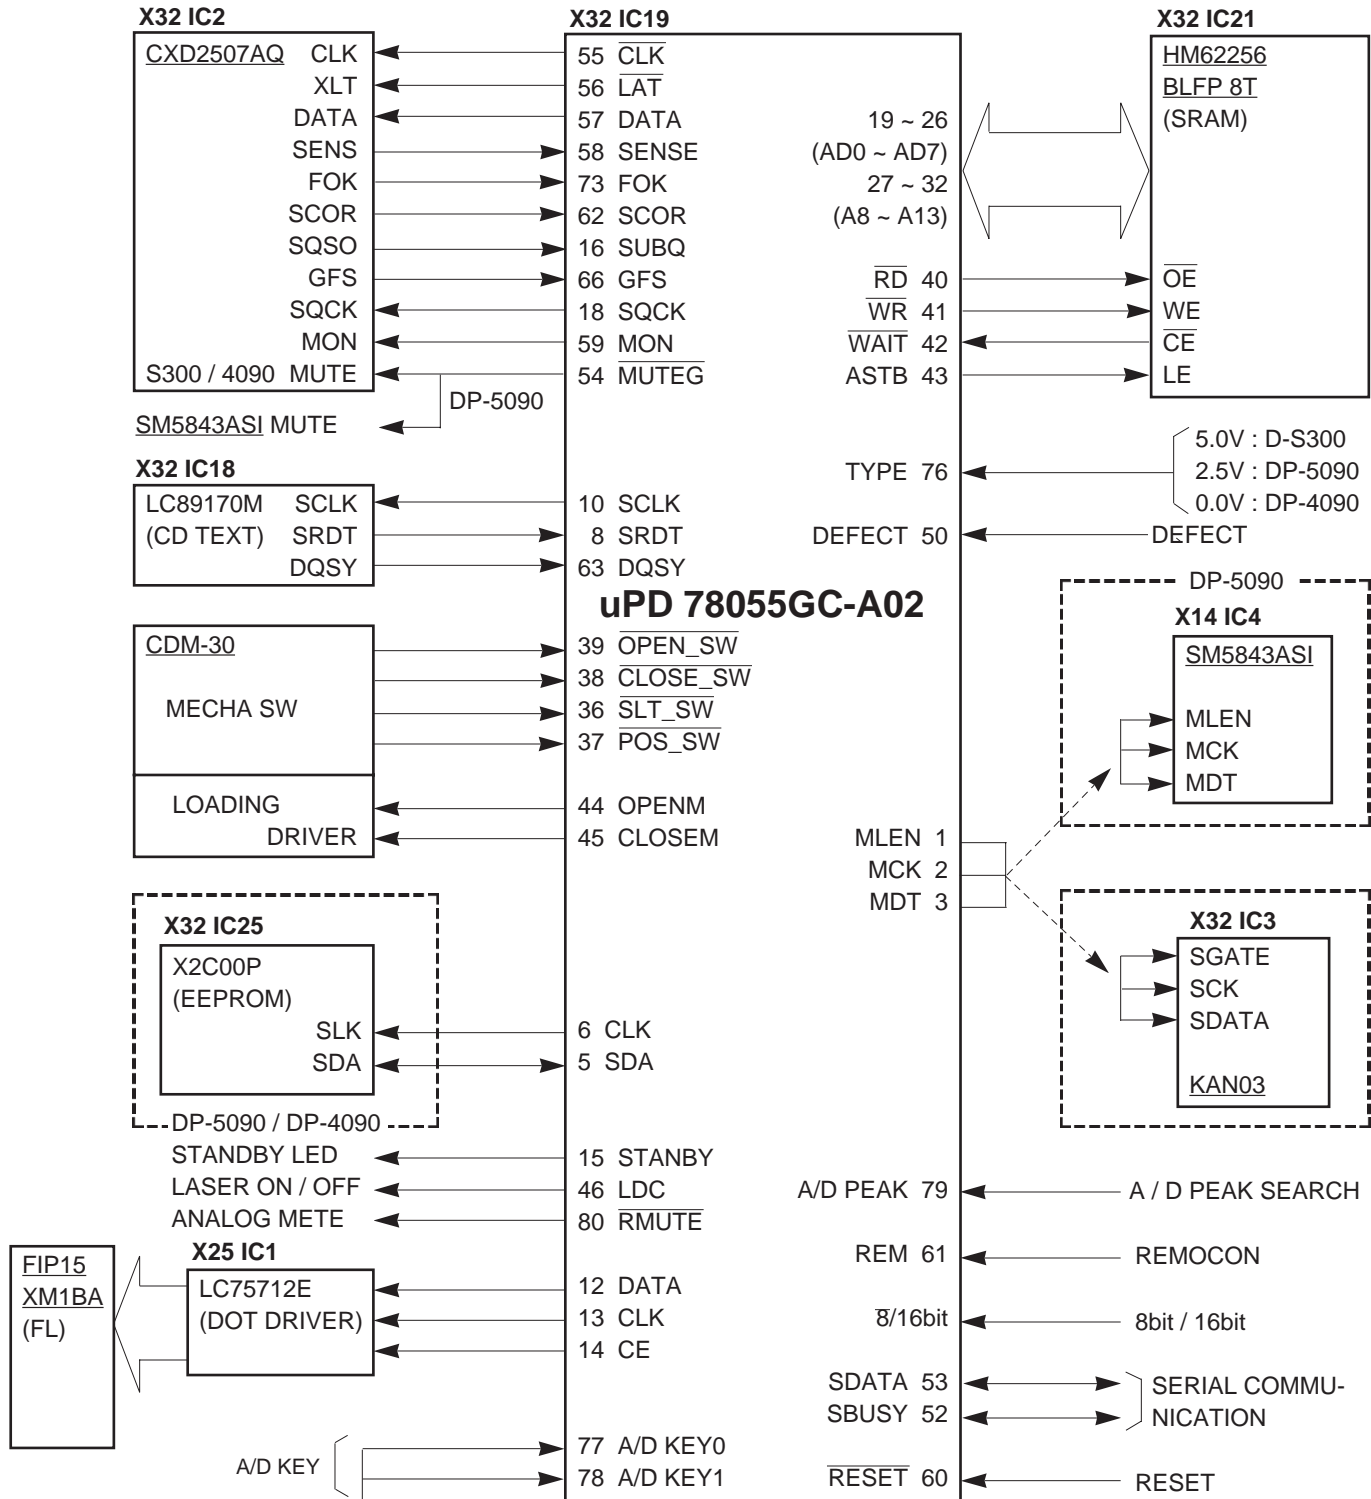 X32 IC2
CXD2507AQ CLK
XLT
DATA
SENS
FOK
SCOR
SQSO
GFS
SQCK
MON
S300 / 4090 MUTE
DP-5090
SM5843ASI MUTE
X32 IC18
LC89170M SCLK
(CD TEXT) SRDT
DQSY
CDM-30
MECHA SW
LOADING
DRIVER
X32 IC25
X2C00P
(EEPROM)
SLK
SDA
DP-5090 / DP-4090
STANDBY LED
LASER ON / OFF
ANALOG METE
X25 IC1
FIP15
XM1BA
(FL)
LC75712E
(DOT DRIVER)
A/D KEY
X32 IC19
55 CLK
56 LAT
57 DATA
58 SENSE
73 FOK
62 SCOR
16 SUBQ
66 GFS
18 SQCK
59 MON
54 MUTEG
10 SCLK
8 SRDT
63 DQSY
uPD 78055GC-A02
39 OPEN_SW
38 CLOSE_SW
36 SLT_SW
37 POS_SW
44 OPENM
45 CLOSEM
6 CLK
5 SDA
15 STANBY
46 LDC
80 RMUTE
12 DATA
13 CLK
14 CE
77 A/D KEY0
78 A/D KEY1
19 ~ 26
(AD0 ~ AD7)
27 ~ 32
(A8 ~ A13)
RD 40
WR 41
WAIT 42
ASTB 43
TYPE 76
DEFECT 50
MLEN 1
MCK 2
MDT 3
A/D PEAK 79
REM 61
8/16bit
SDATA 53
SBUSY 52
RESET 60
X32 IC21
HM62256
BLFP 8T
(SRAM)
OE
WE
CE
LE
5.0V : D-S300
2.5V : DP-5090
0.0V : DP-4090
DEFECT
DP-5090
X14 IC4
SM5843ASI
MLEN
MCK
MDT
X32 IC3
SGATE
SCK
SDATA
KAN03
A / D PEAK SEARCH
REMOCON
8bit / 16bit
SERIAL COMMU-
NICATION
RESET